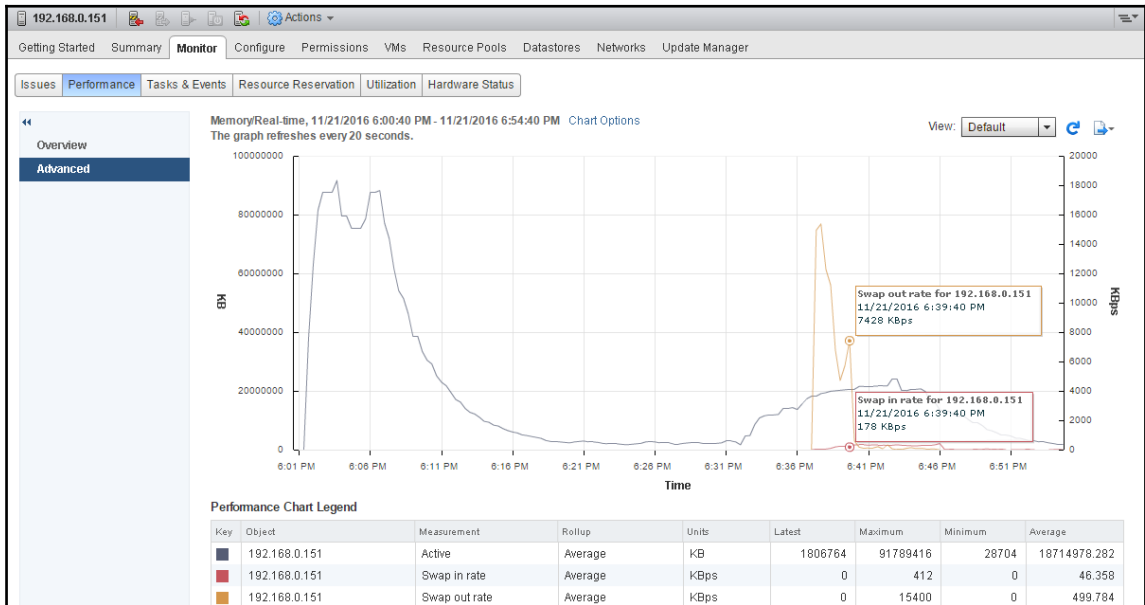 192.168.0.151 Actions
Getting Started Summary Monitor Configure Permissions VMs Resource Pools Datastores Networks Update Manager
Issues Performance Tasks & Events Resource Reservation Utilization Hardware Status
Overview
Advanced
Memory/Real-time, 11/21/2016 6:00:40 PM - 11/21/2016 6:54:40 PM Chart Options
The graph refreshes every 20 seconds.
View: Default
100000000
80000000
60000000
40000000
20000000
0
KB
20000
18000
16000
14000
12000
10000
8000
6000
4000
2000
0
KBps
Swap out rate for 192.168.0.151
11/21/2016 6:39:40 PM
7428 KBps
Swap in rate for 192.168.0.151
11/21/2016 6:39:40 PM
178 KBps
6:01 PM 6:06 PM 6:11 PM 6:16 PM 6:21 PM 6:26 PM 6:31 PM 6:36 PM 6:41 PM 6:46 PM 6:51 PM
Time
Performance Chart Legend
Key Object Measurement Rollup Units Latest Maximum Minimum Average
192.168.0.151 Active Average KB 1806764 91789416 28704 18714978.282
192.168.0.151 Swap in rate Average KBps 0 412 0 46.358
192.168.0.151 Swap out rate Average KBps 0 15400 0 499.784